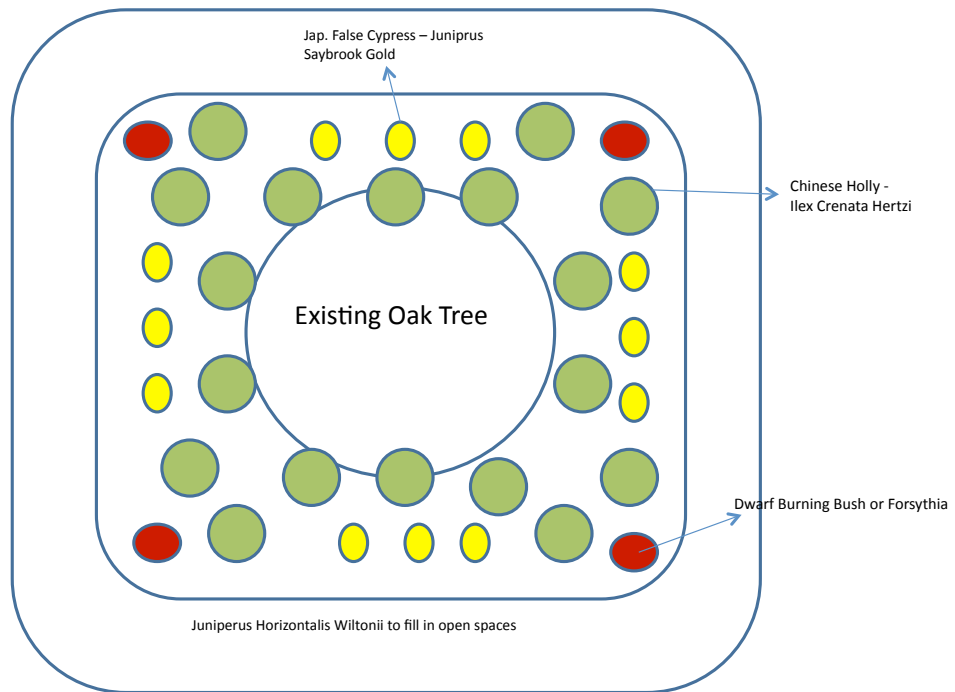 Jap. False Cypress – Juniprus
Saybrook Gold
Chinese Holly -
Ilex Crenata Hertzi
Existing Oak Tree
Dwarf Burning Bush or Forsythia
Juniperus Horizontalis Wiltonii to fill in open spaces